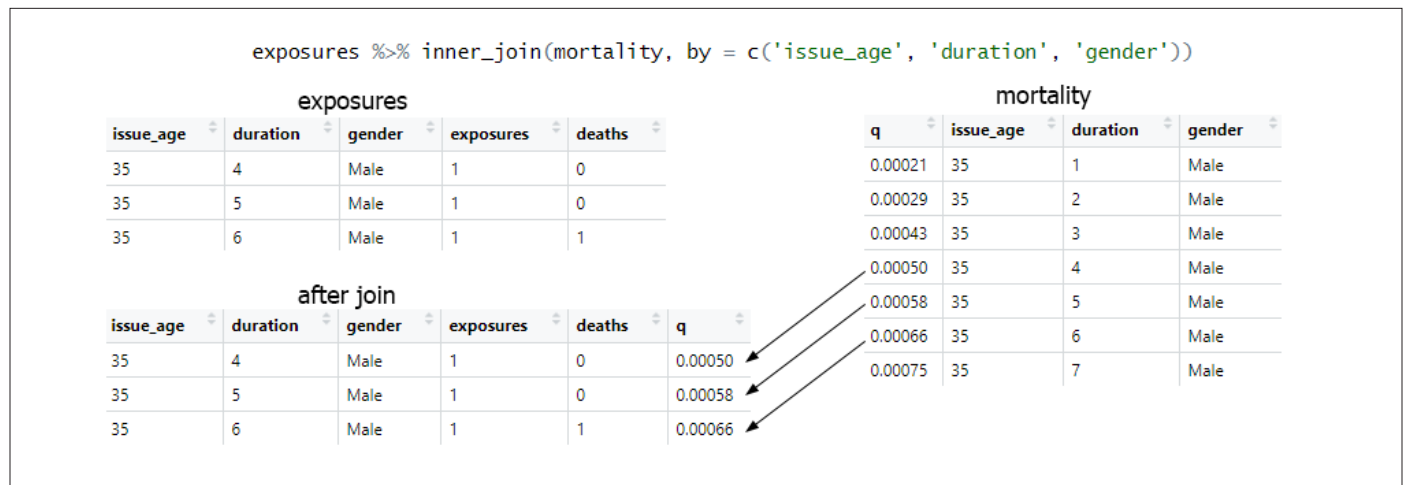 exposures %>% inner_join(mortality, by = c('issue_age', 'duration', 'gender'))
exposures
issue_age duration gender exposures deaths
35 4 Male 1 0
35 5 Male 1 0
35 6 Male 1 1
mortality
q issue_age duration gender
0.00021 35 1 Male
0.00029 35 2 Male
0.00043 35 3 Male
0.00050 35 4 Male
0.00058 35 5 Male
0.00066 35 6 Male
0.00075 35 7 Male
after join
issue_age duration gender exposures deaths q
35 4 Male 1 0 0.00050
35 5 Male 1 0 0.00058
35 6 Male 1 1 0.00066